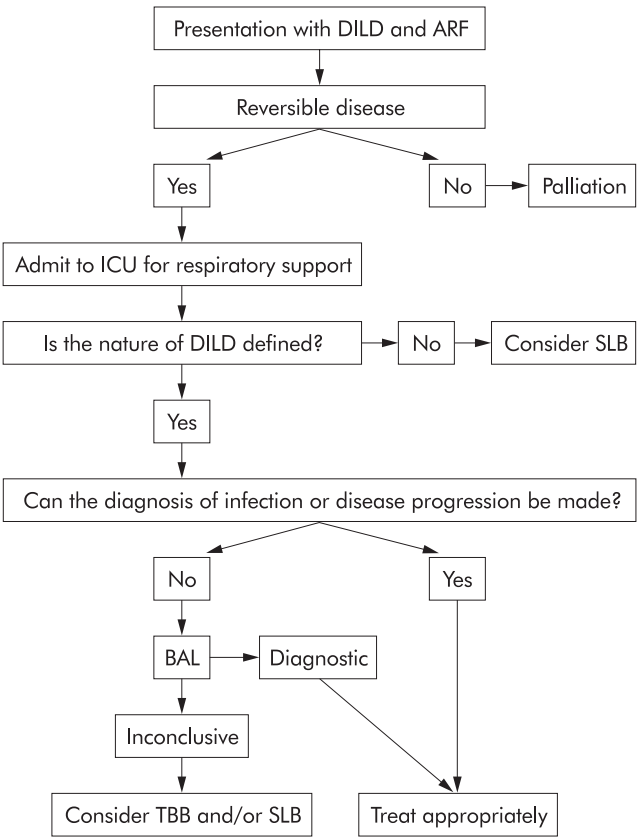 Presentation with DILD and ARF
Reversible disease
Yes
No
Palliation
Admit to ICU for respiratory support
Is the nature of DILD defined?
No
Consider SLB
Yes
Can the diagnosis of infection or disease progression be made?
No
Yes
BAL
Diagnostic
Inconclusive
Consider TBB and/or SLB
Treat appropriately